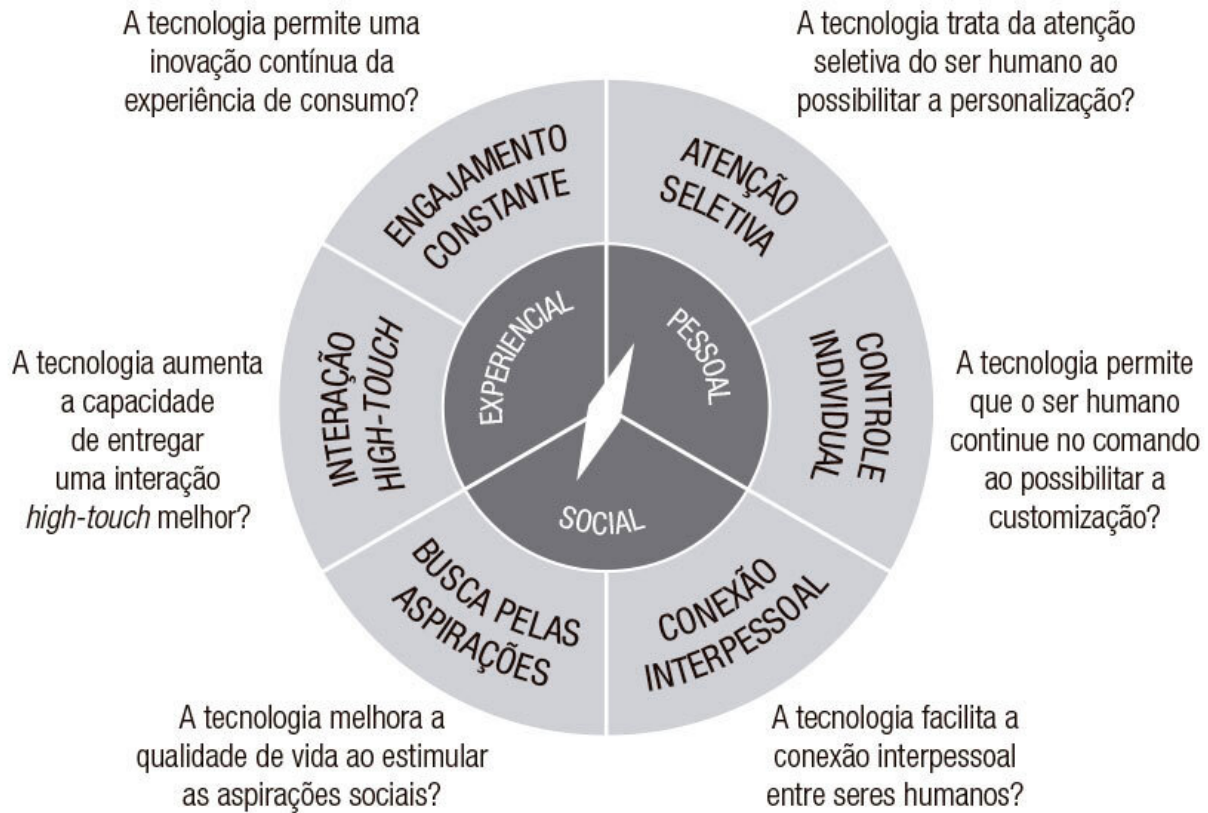 A tecnologia permite uma
inovação contínua da
experiência de consumo?
A tecnologia trata da atenção
seletiva do ser humano ao
possibilitar a personalização?
ENGAJAMENTO
CONSTANTE
ATENÇÃO
SELETIVA
EXPERIENCIAL
PESSOAL
SOCIAL
INTERAÇÃO
HIGH-TOUCH
CONTROLE
INDIVIDUAL
A tecnologia aumenta
a capacidade
de entregar
uma interação
high-touch melhor?
A tecnologia permite
que o ser humano
continue no comando
ao possibilitar a
customização?
BUSCA PELAS
ASPIRAÇÕES
CONEXÃO
INTERPESSOAL
A tecnologia melhora a
qualidade de vida ao estimular
as aspirações sociais?
A tecnologia facilita a
conexão interpessoal
entre seres humanos?